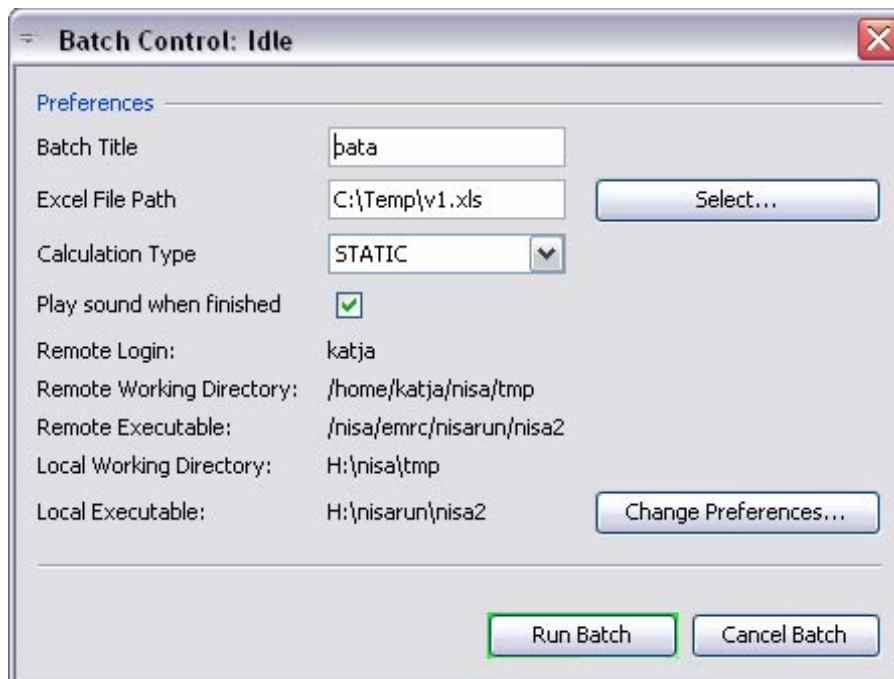 Batch Control: Idle
Preferences
Batch Title bata
Excel File Path C:\Temp\v1.xls Select...
Calculation Type STATIC
Play sound when finished
Remote Login: katja
Remote Working Directory: /home/katja/nisa/tmp
Remote Executable: /nisa/emrc/nisarun/nisa2
Local Working Directory: H:\nisa\tmp
Local Executable: H:\nisarun\nisa2 Change Preferences...
Run Batch Cancel Batch